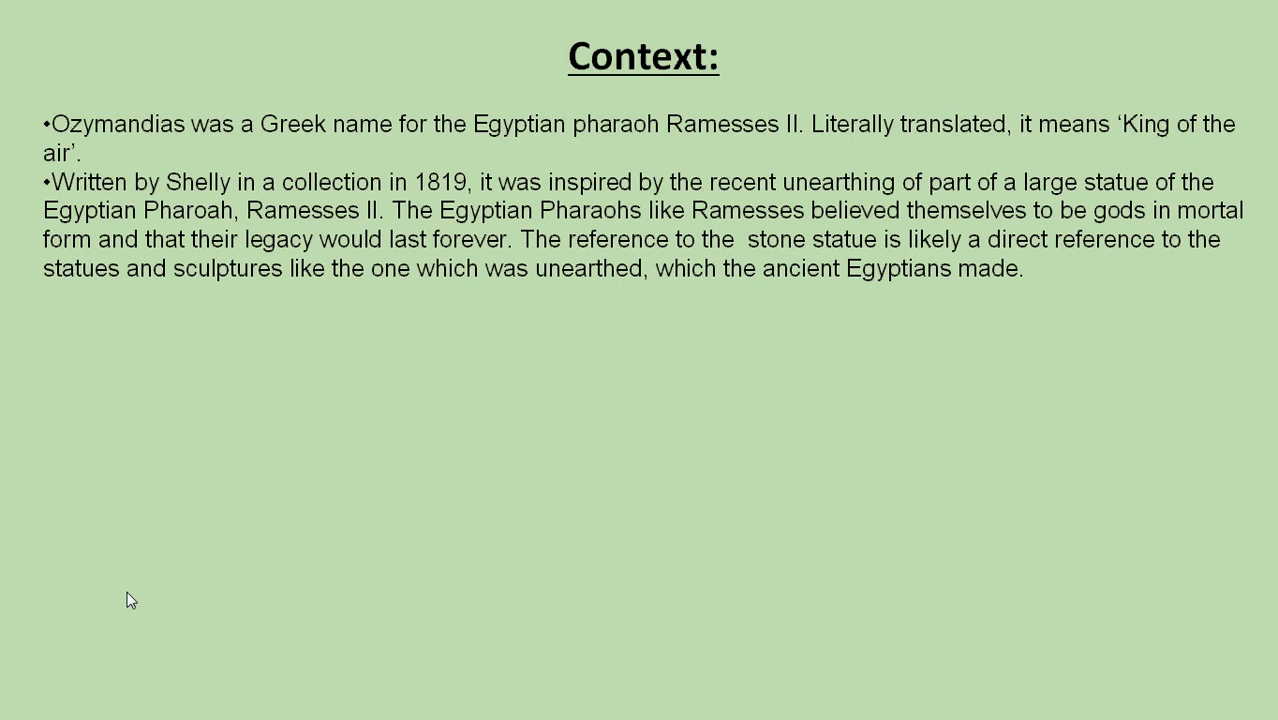 Context:
•Ozymandias was a Greek name for the Egyptian pharaoh Ramesses II. Literally translated, it means ‘King of the
air’.
•Written by Shelly in a collection in 1819, it was inspired by the recent unearthing of part of a large statue of the
Egyptian Pharoah, Ramesses II. The Egyptian Pharaohs like Ramesses believed themselves to be gods in mortal
form and that their legacy would last forever. The reference to the  stone statue is likely a direct reference to the
statues and sculptures like the one which was unearthed, which the ancient Egyptians made.